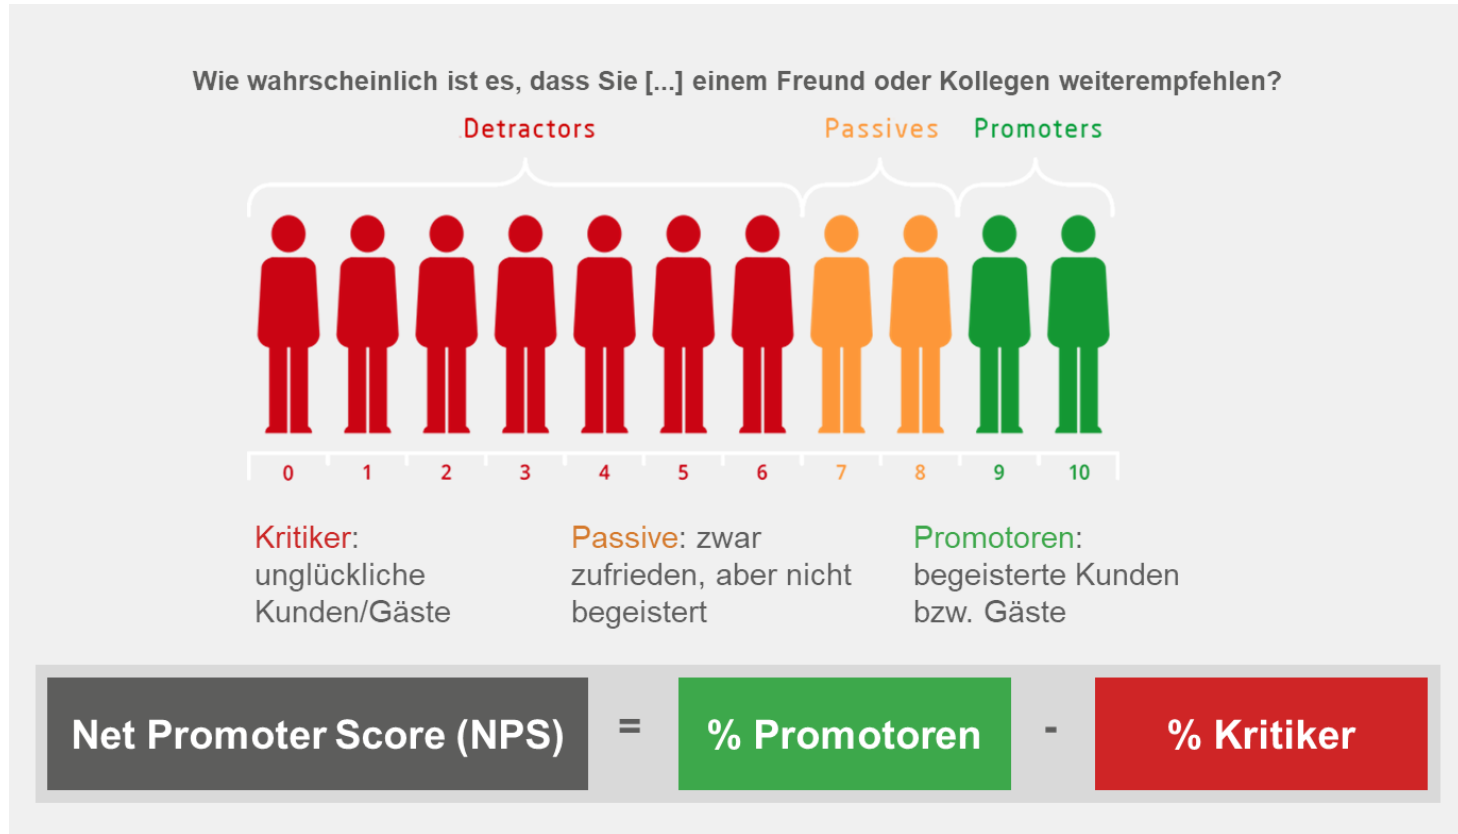 Wie wahrscheinlich ist es, dass Sie [...] einem Freund oder Kollegen weiterempfehlen?
Detractors Passives Promoters
0 1 2 3 4 5 6 7 8 9 10
Kritiker:
unglückliche
Kunden/Gäste
Passive: zwar
zufrieden, aber nicht
begeistert
Promotoren:
begeisterte Kunden
bzw. Gäste
Net Promoter Score (NPS) = % Promotoren - % Kritiker